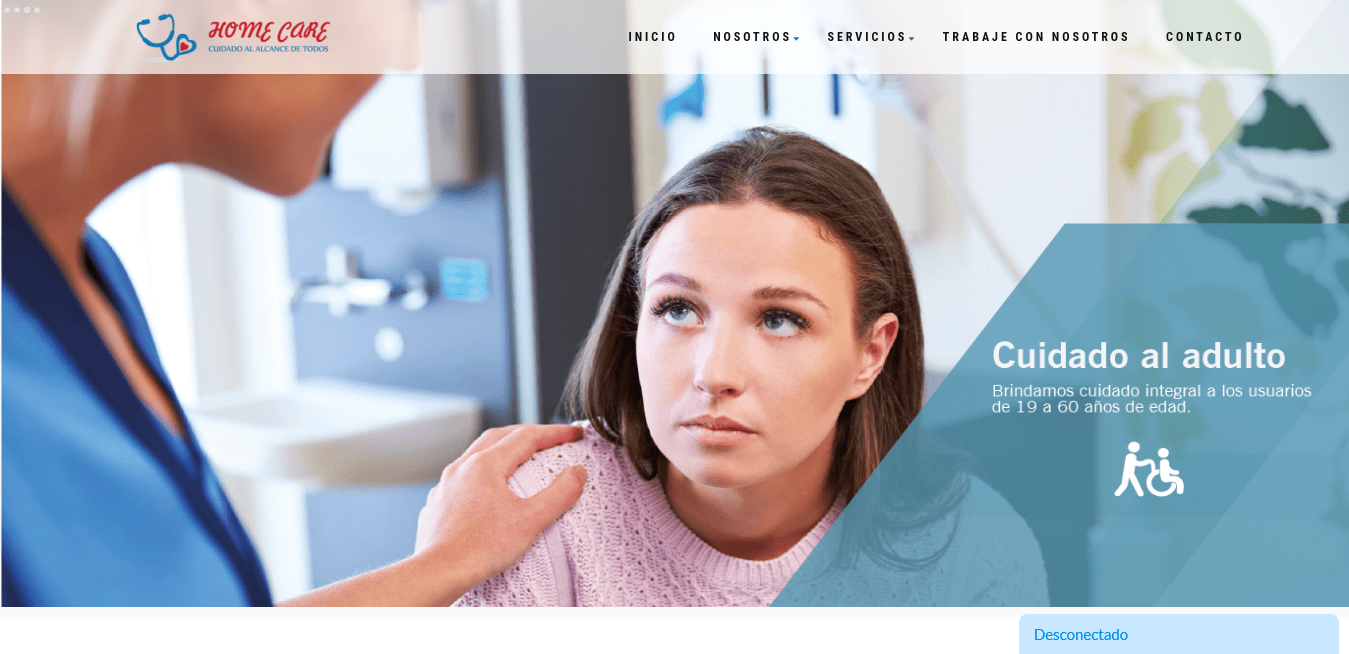 HOME CARE
CUIDADO AL ALCANCE DE TODOS
INICIO NOSOTROS SERVICIOS TRABAJE CON NOSOTROS CONTACTO
Cuidado al adulto
Brindamos cuidado integral a los usuarios
de 19 a 60 años de edad.
Desconectado